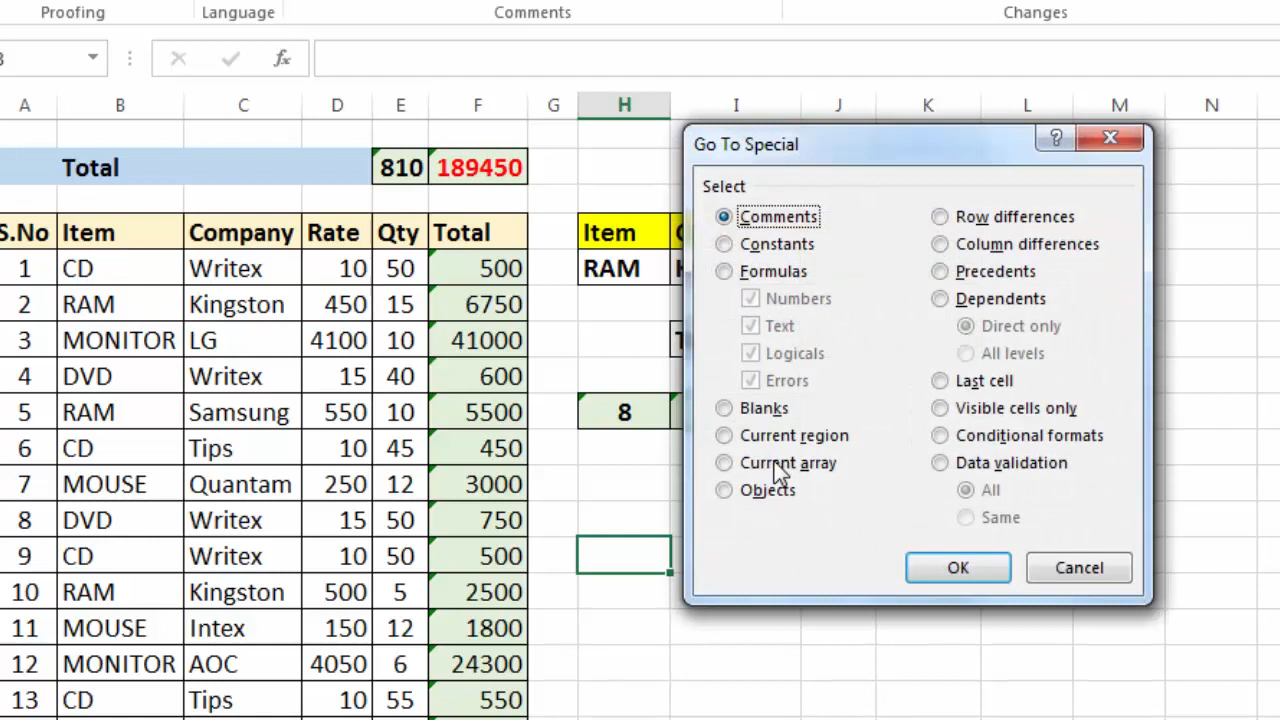 Proofing Language Comments Changes
fx
A B C D E F G H I J K L M N
Total 810 189450
S.No Item Company Rate Qty Total Item
1 CD Writex 10 50 500 RAM
2 RAM Kingston 450 15 6750
3 MONITOR LG 4100 10 41000
4 DVD Writex 15 40 600
5 RAM Samsung 550 10 5500 8
6 CD Tips 10 45 450
7 MOUSE Quantam 250 12 3000
8 DVD Writex 15 50 750
9 CD Writex 10 50 500
10 RAM Kingston 500 5 2500
11 MOUSE Intex 150 12 1800
12 MONITOR AOC 4050 6 24300
13 CD Tips 10 55 550
Go To Special
Select
Comments Row differences
Constants Column differences
Formulas Precedents
Numbers Dependents
Text Direct only
Logicals All levels
Errors Last cell
Blanks Visible cells only
Current region Conditional formats
Current array Data validation
Objects All
Same
OK Cancel